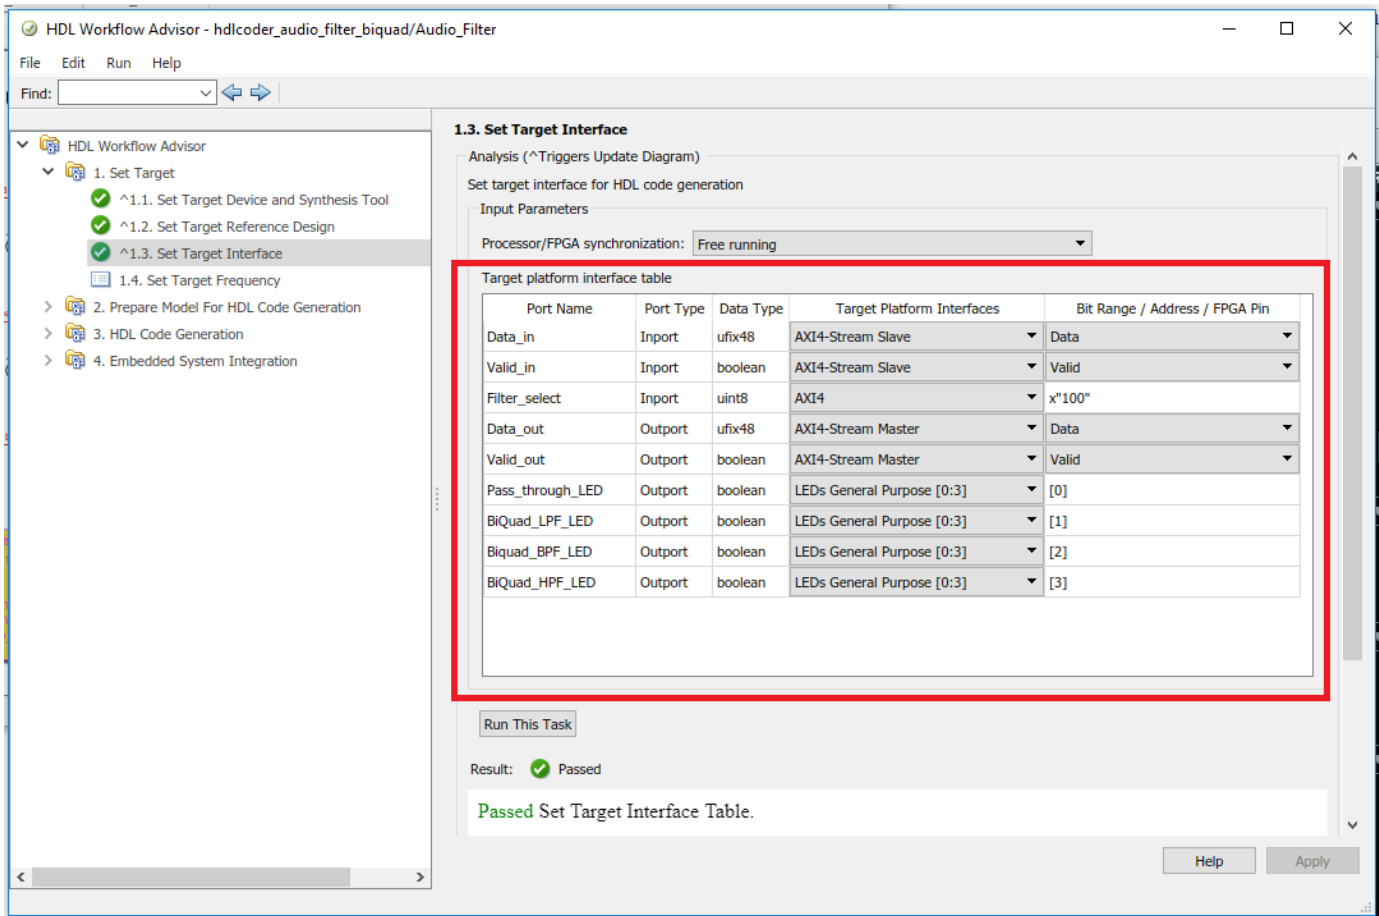 HDL Workflow Advisor - hdlcoder_audio_filter_biquad/Audio_Filter
File Edit Run Help
Find:
HDL Workflow Advisor
1. Set Target
^1.1. Set Target Device and Synthesis Tool
^1.2. Set Target Reference Design
^1.3. Set Target Interface
1.4. Set Target Frequency
2. Prepare Model For HDL Code Generation
3. HDL Code Generation
4. Embedded System Integration
1.3. Set Target Interface
Analysis (^Triggers Update Diagram)
Set target interface for HDL code generation
Input Parameters
Processor/FPGA synchronization: Free running
Target platform interface table
Port Name Port Type Data Type Target Platform Interfaces Bit Range / Address / FPGA Pin
Data_in Inport ufix48 AXI4-Stream Slave Data
Valid_in Inport boolean AXI4-Stream Slave Valid
Filter_select Inport uint8 AXI4 x"100"
Data_out Outport ufix48 AXI4-Stream Master Data
Valid_out Outport boolean AXI4-Stream Master Valid
Pass_through_LED Outport boolean LEDs General Purpose [0:3] [0]
BiQuad_LPF_LED Outport boolean LEDs General Purpose [0:3] [1]
Biquad_BPF_LED Outport boolean LEDs General Purpose [0:3] [2]
BiQuad_HPF_LED Outport boolean LEDs General Purpose [0:3] [3]
Run This Task
Result: Passed
Passed Set Target Interface Table.
Help Apply